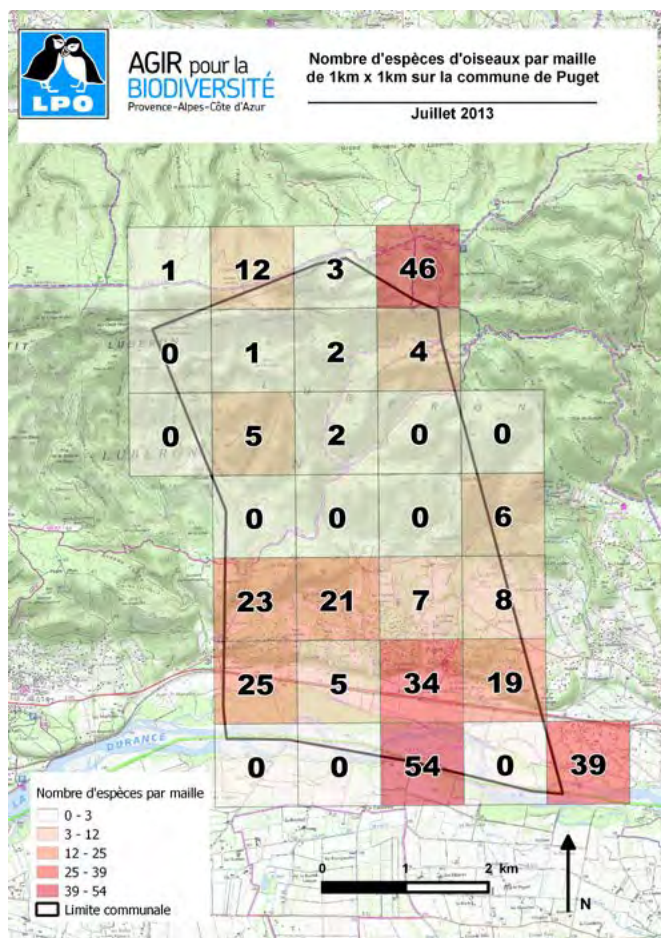 LPO
AGIR pour la
BIODIVERSITÉ
Provence-Alpes-Côte d'Azur
Nombre d'espèces d'oiseaux par maille
de 1km x 1km sur la commune de Puget
Juillet 2013
1 12 3 46
0 1 2 4
0 5 2 0 0
0 0 0 6
23 21 7 8
25 5 34 19
0 0 54 0 39
LUBERON
LUBERON
DURANCE
LA
Nombre d'espèces par maille
0 - 3
3 - 12
12 - 25
25 - 39
39 - 54
Limite communale
0 1 2 km
N